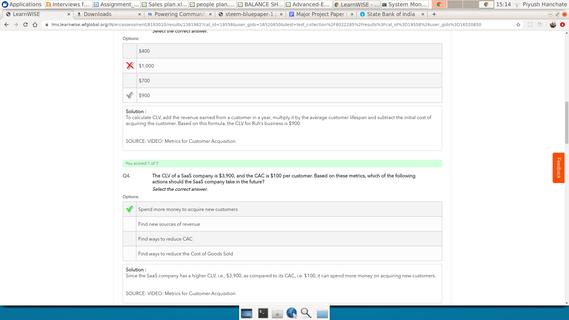 Applications
Interviews f...
Assignment_...
Sales plan.xl...
people plan....
BALANCE SH...
Advanced-E...
LearnWISE -...
System Mon...
15:14
Piyush Hanchate
LearnWISE
Downloads
Powering Commun
steem-bluepaper-1
Major Project Paper
State Bank of India
Select the correct answer.
Options:
$400
$1,000
$700
$900
Solution :
To calculate CLV, add the revenue earned from a customer in a year, multiply it by the average customer lifespan and subtract the initial cost of
acquiring the customer. Based on this formula, the CLV for Ruh's business is $900.
SOURCE: VIDEO: Metrics for Customer Acquisition
You scored 1 of 1
Q4. The CLV of a SaaS company is $3,900, and the CAC is $100 per customer. Based on these metrics, which of the following
actions should the SaaS company take in the future?
Select the correct answer.
Options:
Spend more money to acquire new customers
Find new sources of revenue
Find ways to reduce CAC
Find ways to reduce the Cost of Goods Sold
Solution :
Since the SaaS company has a higher CLV, i.e., $3,900, as compared to its CAC, i.e. $100, it can spend more money on acquiring new customers.
SOURCE: VIDEO: Metrics for Customer Acquisition
Error